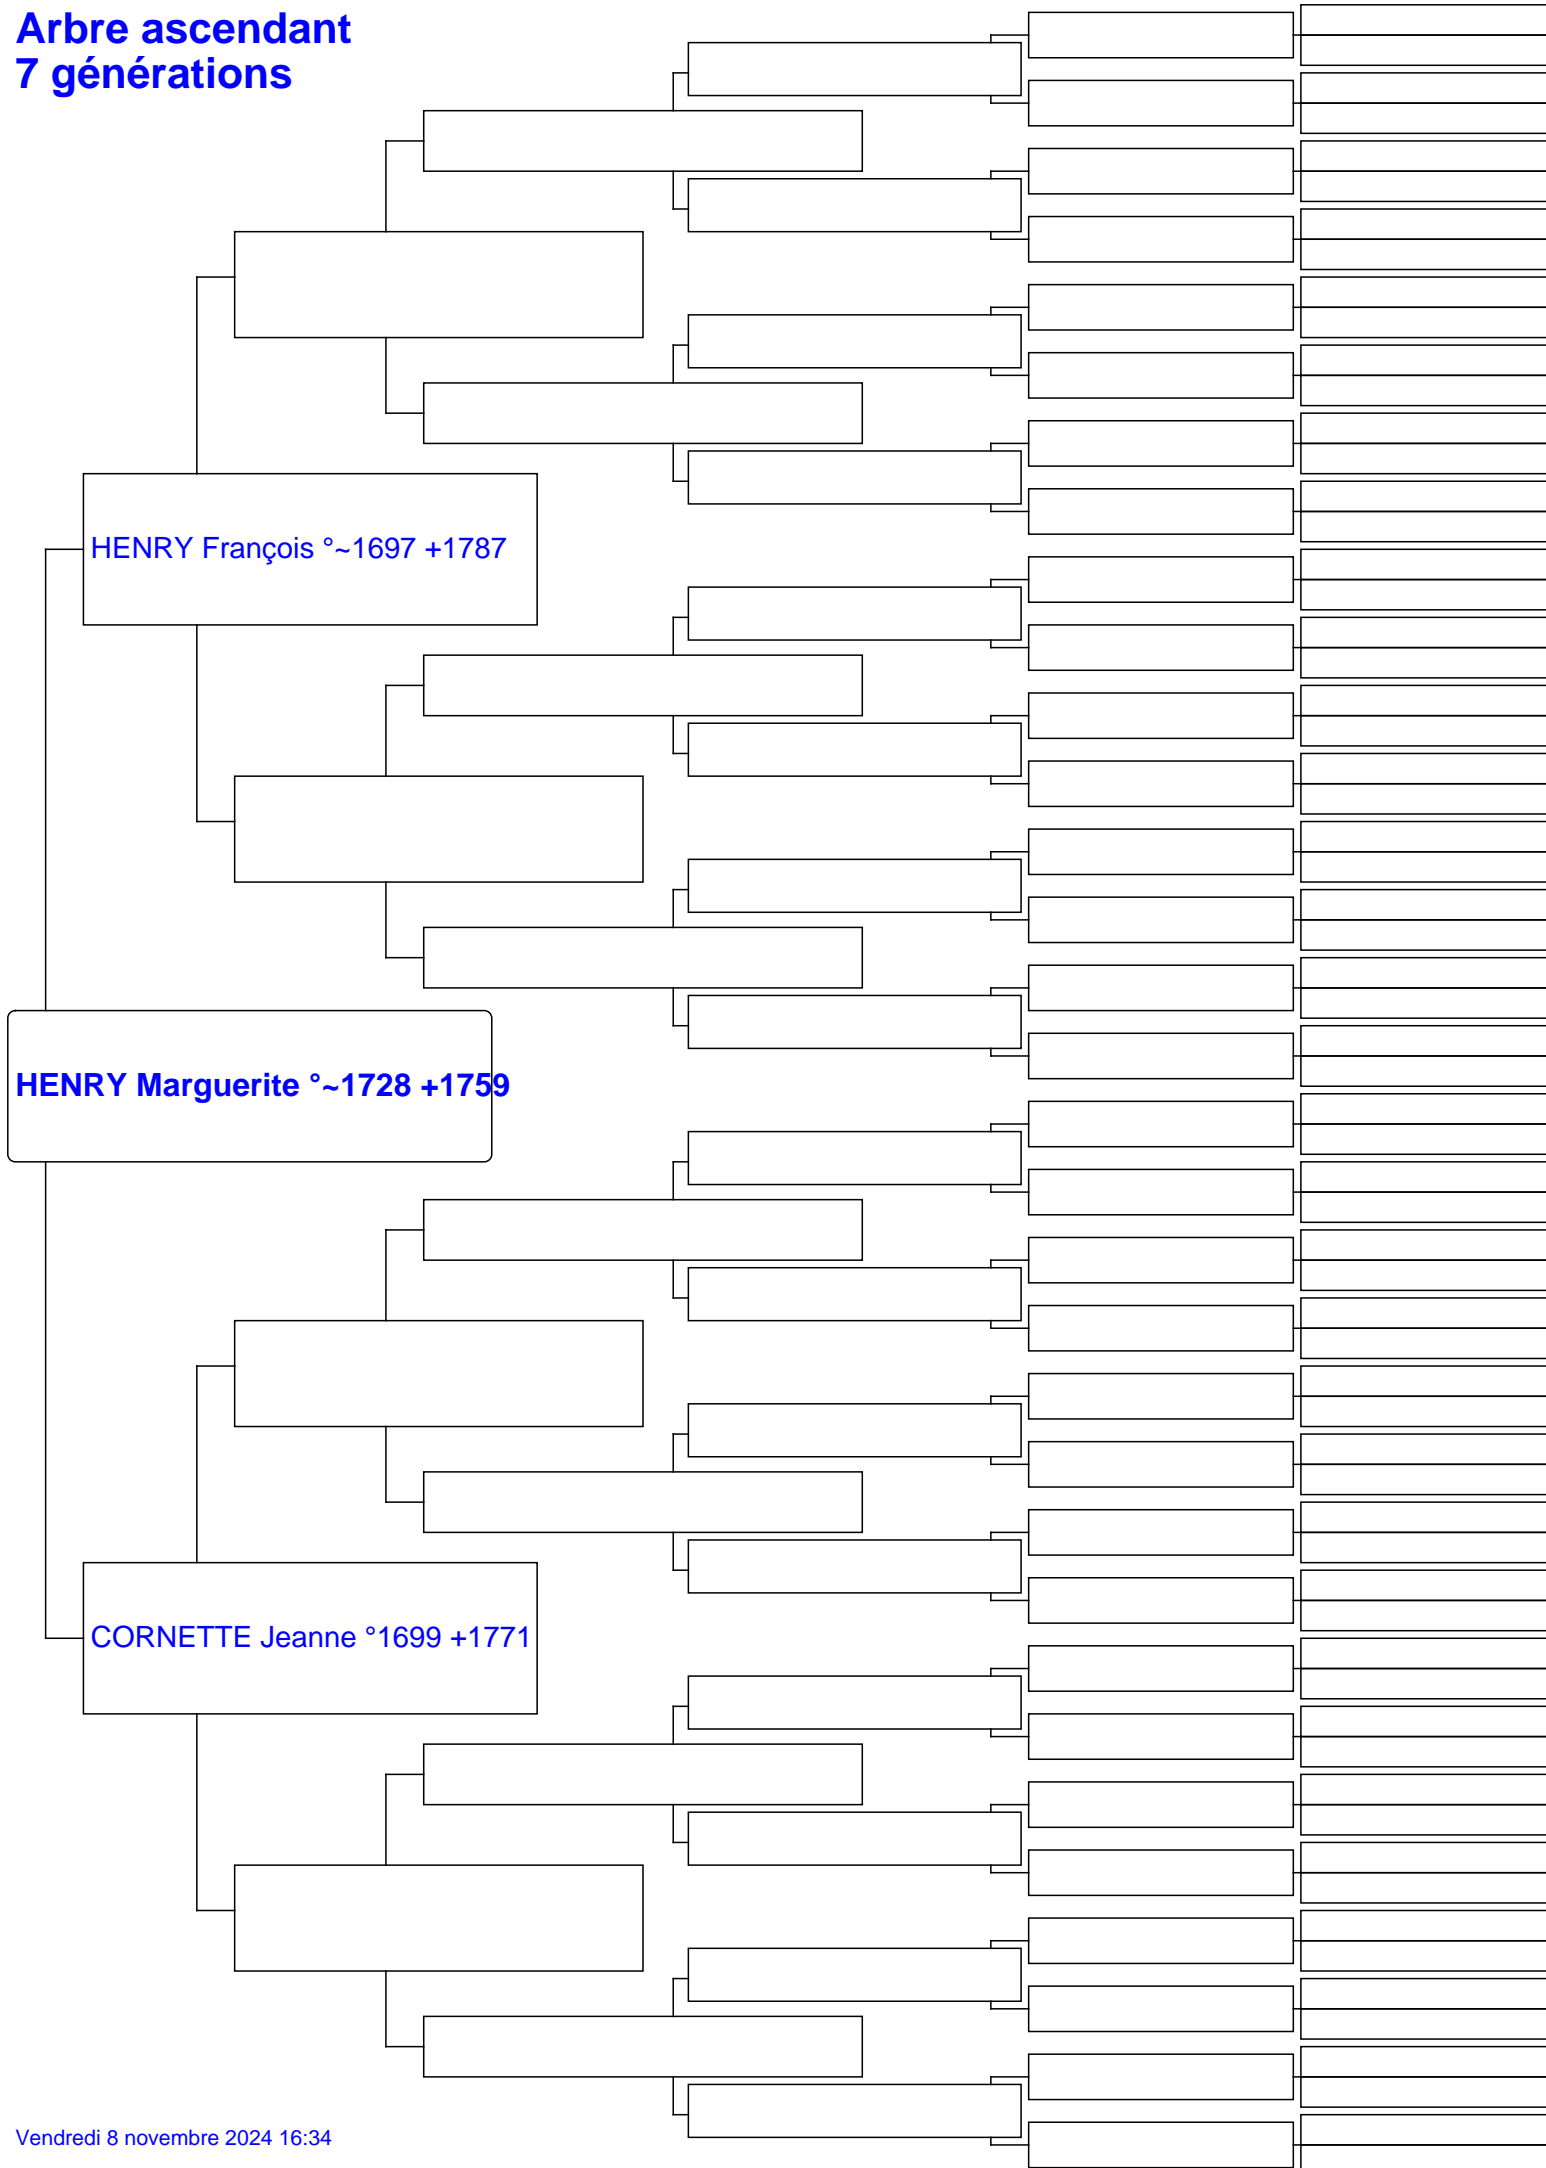 Arbre ascendant
7 générations
HENRY François °~1697 +1787
HENRY Marguerite °~1728 +1759
CORNETTE Jeanne °1699 +1771
Vendredi 8 novembre 2024 16:34